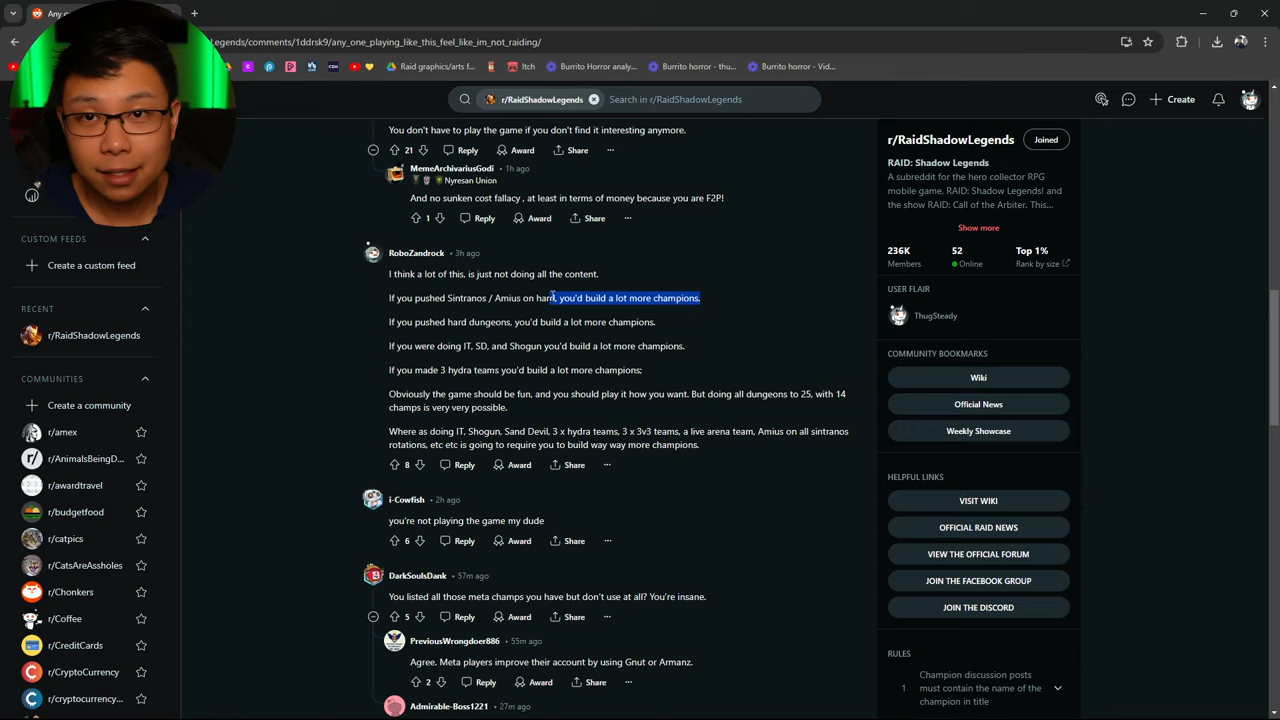 Any o
legends/comments/1ddrsk9/any_one_playing_like_this_feel_like_im_not_raiding/
Raid graphics/arts f...
Itch
Burrito Horror analy...
Burrito horror - thu...
Burrito horror - Vid...
r/RaidShadowLegends
Search in r/RaidShadowLegends
Create
You don't have to play the game if you don't find it interesting anymore.
21
Reply
Award
Share
MemeArchivariusGodi • 1h ago
Nyresan Union
And no sunken cost fallacy , at least in terms of money because you are F2P!
1
Reply
Award
Share
RoboZandrock • 3h ago
I think a lot of this, is just not doing all the content.
If you pushed Sintranos / Amius on hard, you'd build a lot more champions.
If you pushed hard dungeons, you'd build a lot more champions.
If you were doing IT, SD, and Shogun you'd build a lot more champions.
If you made 3 hydra teams you'd build a lot more champions;
Obviously the game should be fun, and you should play it how you want. But doing all dungeons to 25, with 14
champs is very very possible.
Where as doing IT, Shogun, Sand Devil, 3 x hydra teams, 3 x 3v3 teams, a live arena team, Amius on all sintranos
rotations, etc etc is going to require you to build way way more champions.
8
Reply
Award
Share
i-Cowfish • 2h ago
you're not playing the game my dude
6
Reply
Award
Share
DarkSoulsDank • 57m ago
You listed all those meta champs you have but don't use at all? You're insane.
5
Reply
Award
Share
PreviousWrongdoer886 • 55m ago
Agree. Meta players improve their account by using Gnut or Armanz.
2
Reply
Award
Share
Admirable-Boss1221 • 27m ago
CUSTOM FEEDS
Create a custom feed
RECENT
r/RaidShadowLegends
COMMUNITIES
Create a community
r/amex
r/AnimalsBeingD...
r/awardtravel
r/budgetfood
r/catpics
r/CatsAreAssholes
r/Chonkers
r/Coffee
r/CreditCards
r/CryptoCurrency
r/cryptocurrency...
r/RaidShadowLegends
Joined
RAID: Shadow Legends
A subreddit for the hero collector RPG
mobile game, RAID: Shadow Legends! and
the show RAID: Call of the Arbiter. This...
Show more
236K
52
Top 1%
Members
Online
Rank by size
USER FLAIR
ThugSteady
COMMUNITY BOOKMARKS
Wiki
Official News
Weekly Showcase
HELPFUL LINKS
VISIT WIKI
OFFICIAL RAID NEWS
VIEW THE OFFICIAL FORUM
JOIN THE FACEBOOK GROUP
JOIN THE DISCORD
RULES
1
Champion discussion posts
must contain the name of the
champion in title